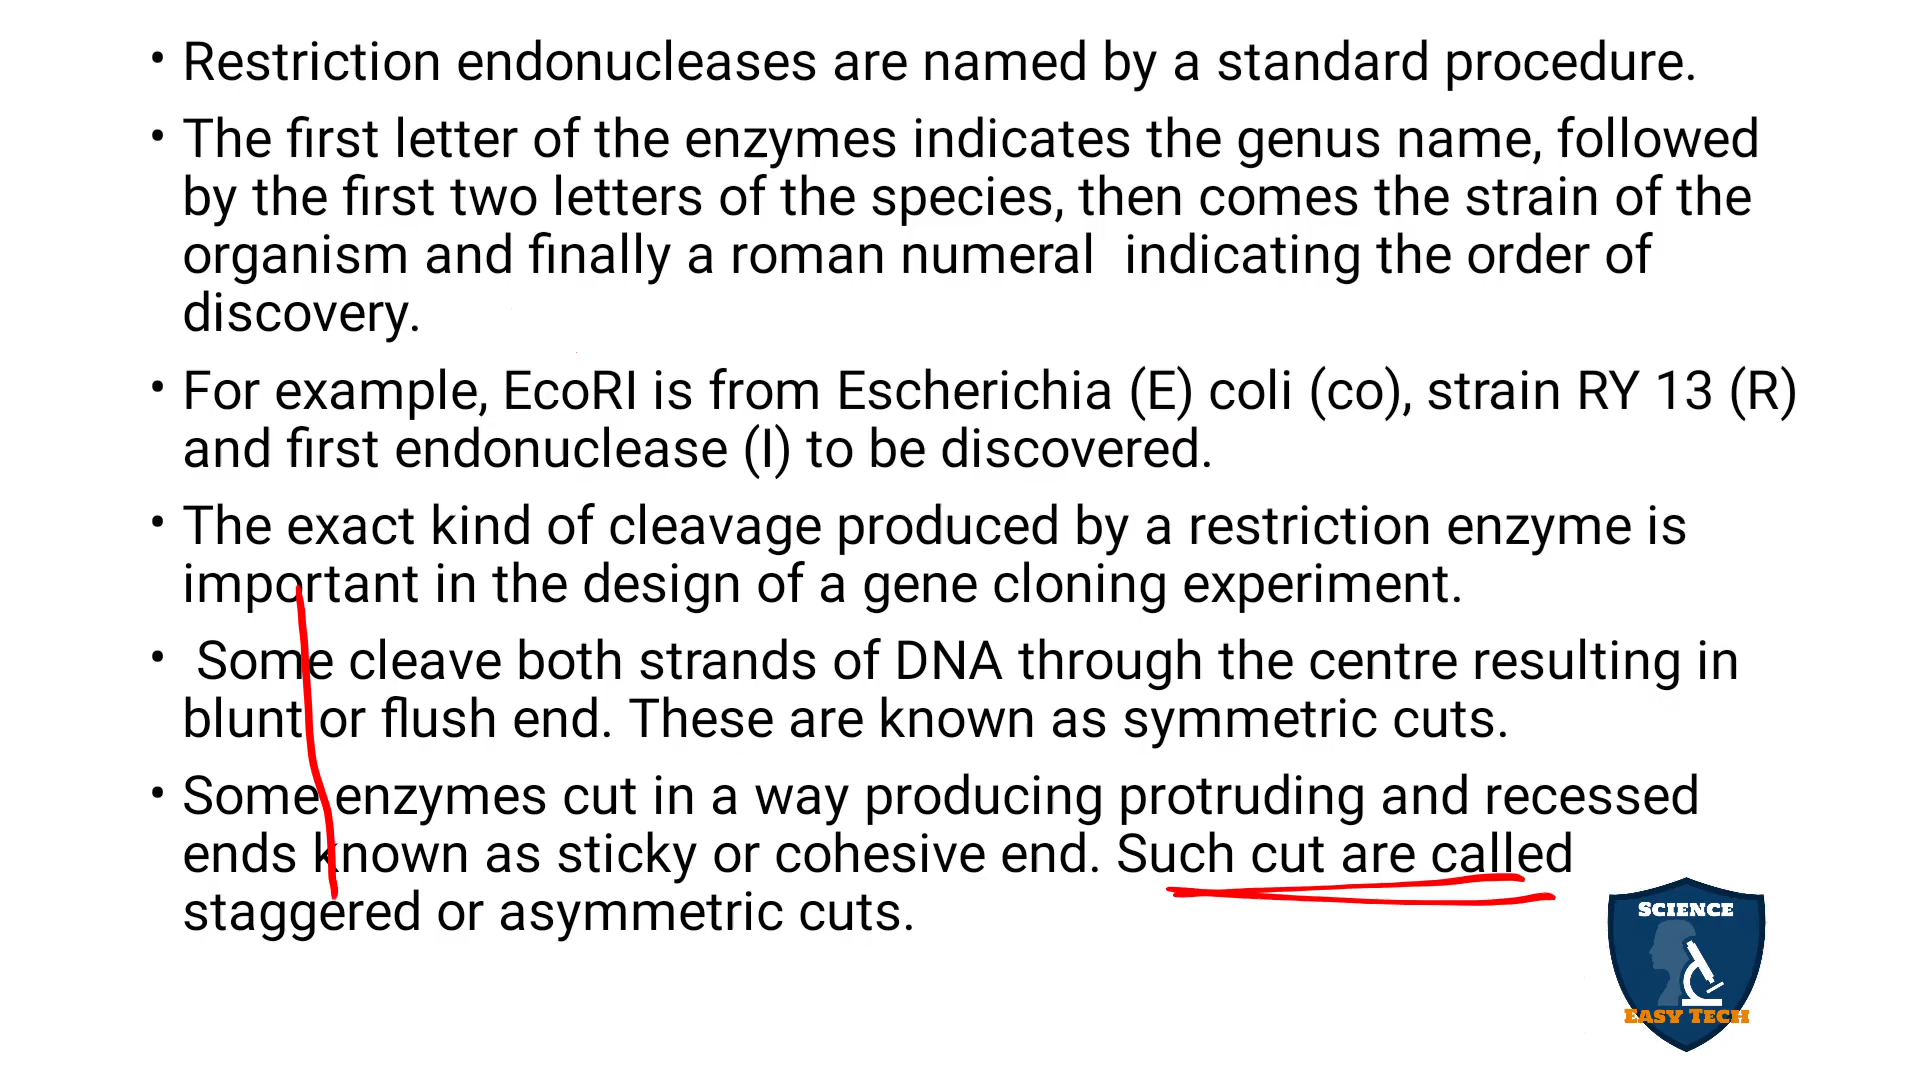 • Restriction endonucleases are named by a standard procedure.
• The first letter of the enzymes indicates the genus name, followed
by the first two letters of the species, then comes the strain of the
organism and finally a roman numeral  indicating the order of
discovery.
• For example, EcoRI is from Escherichia (E) coli (co), strain RY 13 (R)
and first endonuclease (I) to be discovered.
• The exact kind of cleavage produced by a restriction enzyme is
important in the design of a gene cloning experiment.
•  Some cleave both strands of DNA through the centre resulting in
blunt or flush end. These are known as symmetric cuts.
• Some enzymes cut in a way producing protruding and recessed
ends known as sticky or cohesive end. Such cut are called
staggered or asymmetric cuts.
SCIENCE
EASY TECH